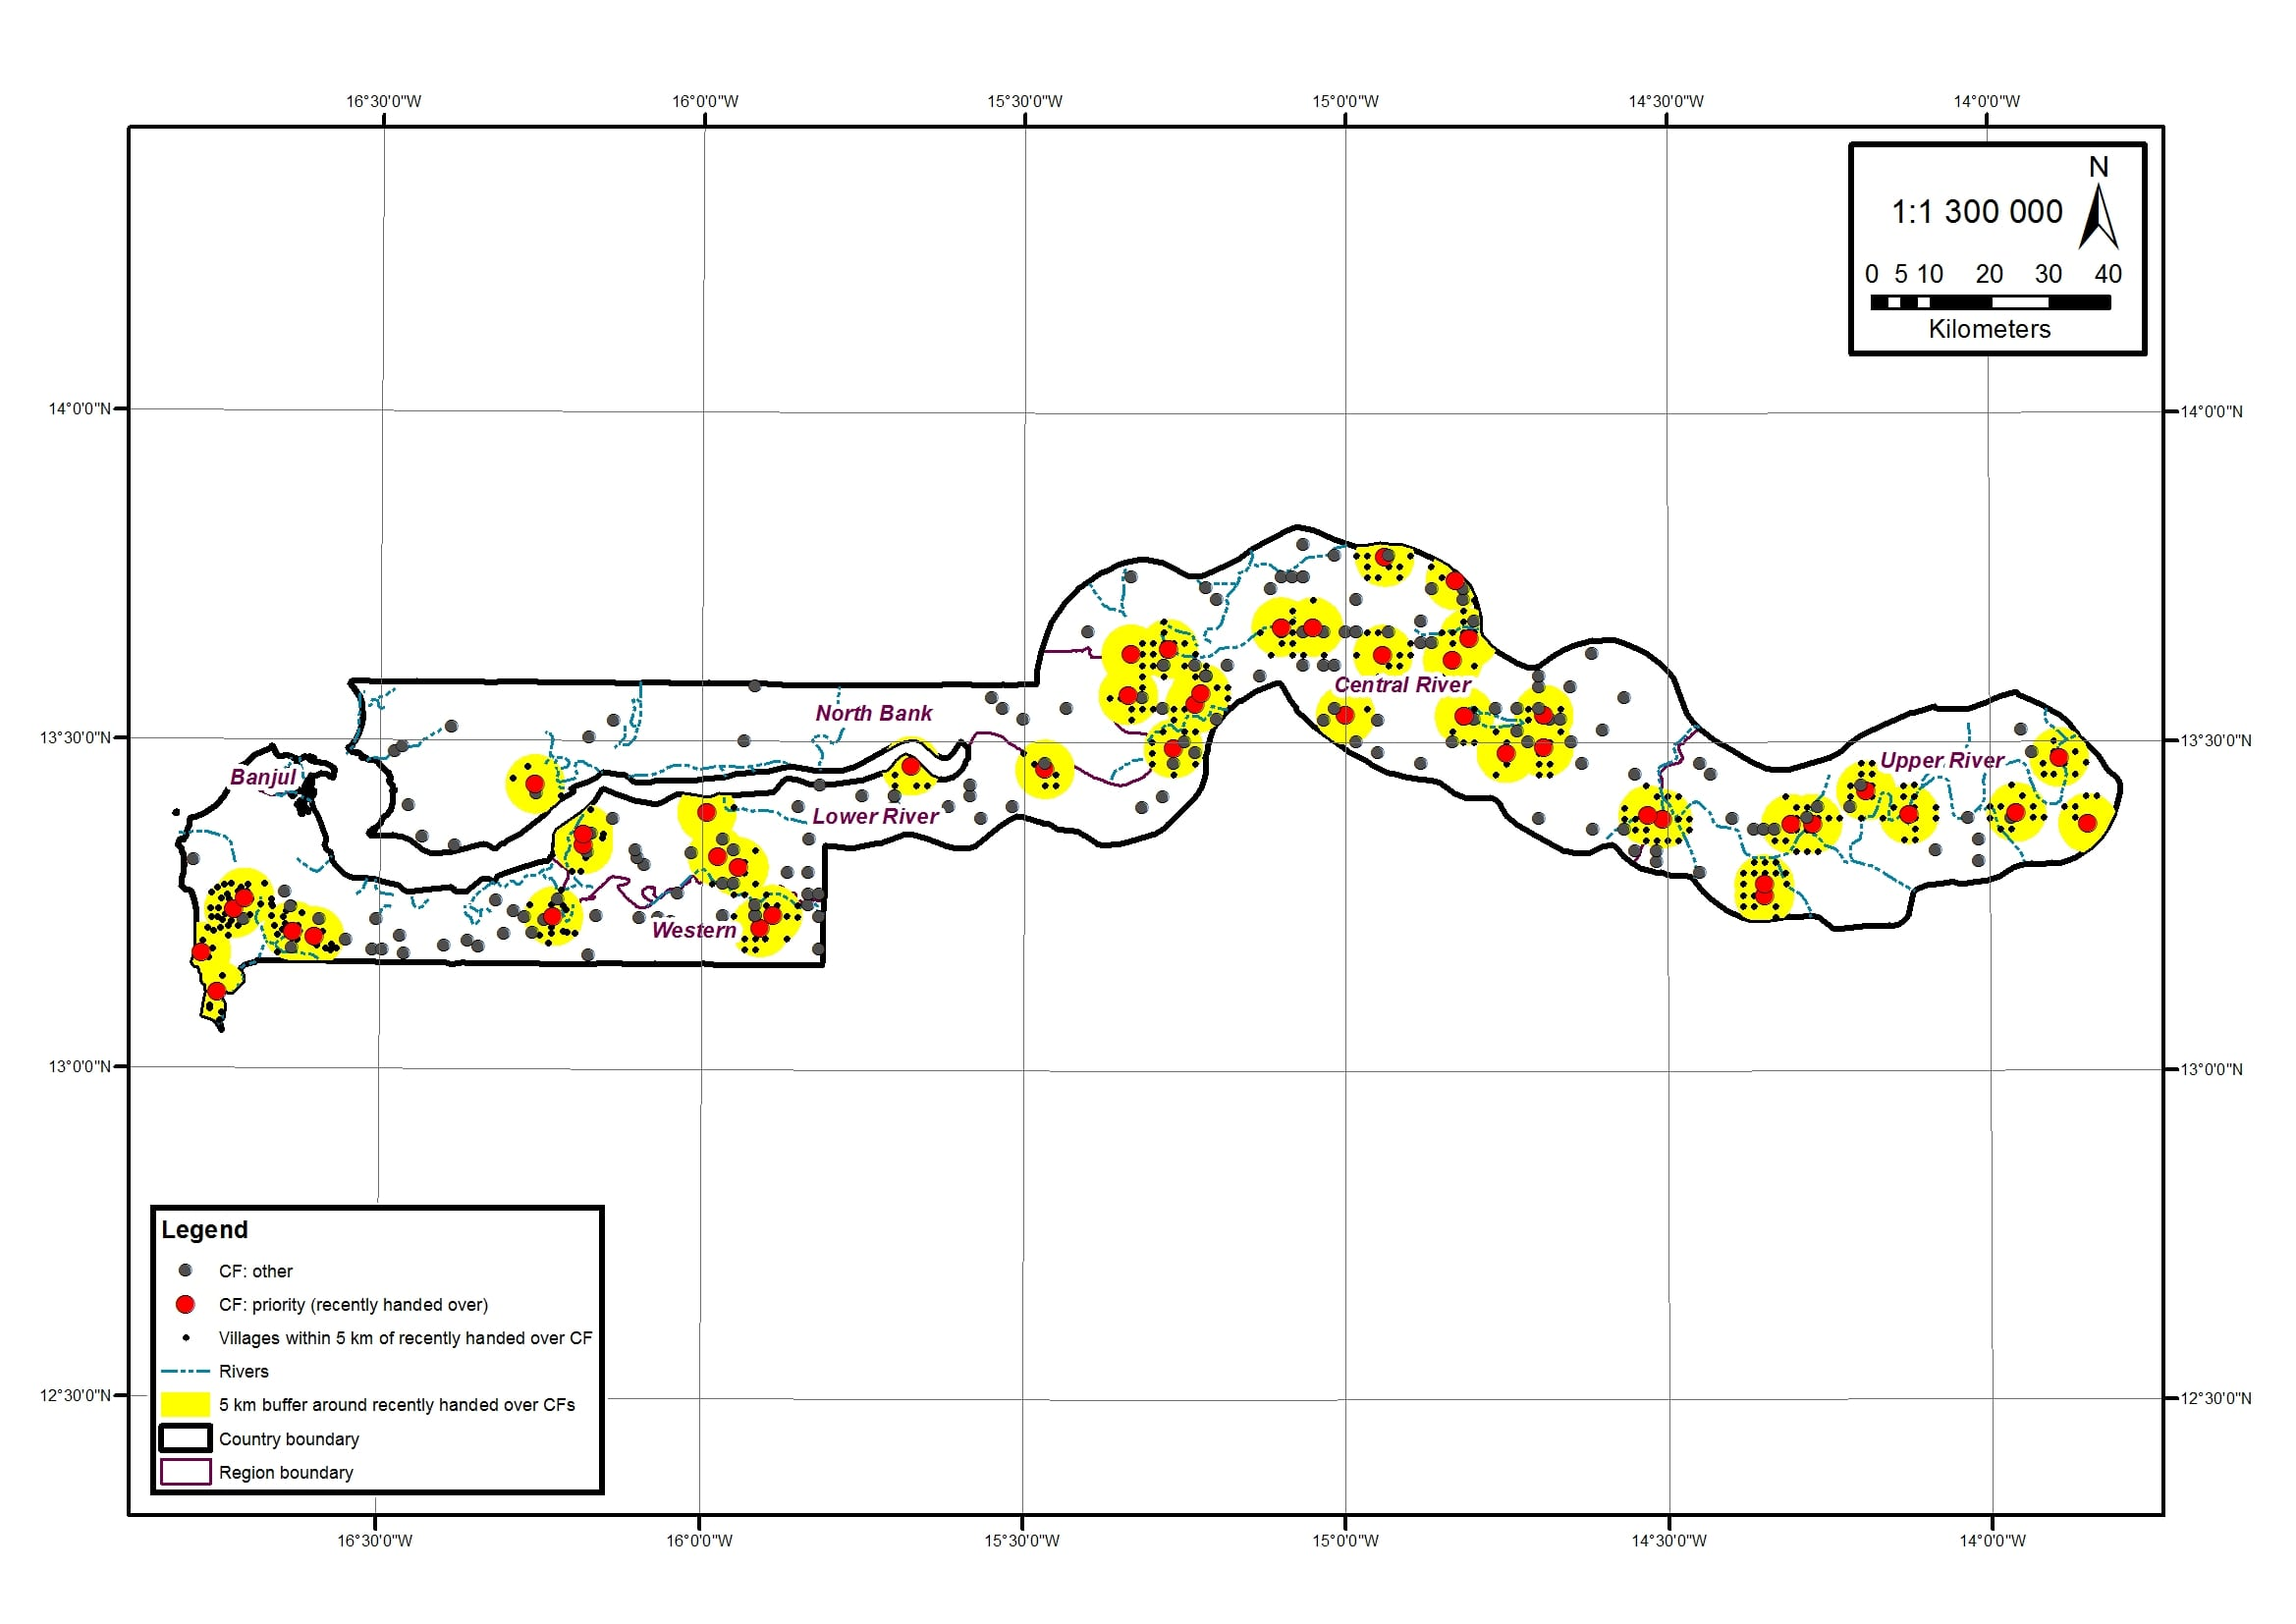 16°30'0"W 16°0'0"W 15°30'0"W 15°0'0"W 14°30'0"W 14°0'0"W
N
1:1 300 000
0 5 10 20 30 40
Kilometers
14°0'0"N 14°0'0"N
Central River
North Bank
13°30'0"N 13°30'0"N
Upper River
Banjul
Lower River
Western
13°0'0"N 13°0'0"N
Legend
CF: other
CF: priority (recently handed over)
Villages within 5 km of recently handed over CF
Rivers
12°30'0"N 12°30'0"N
5 km buffer around recently handed over CFs
Country boundary
Region boundary
16°30'0"W 16°0'0"W 15°30'0"W 15°0'0"W 14°30'0"W 14°0'0"W